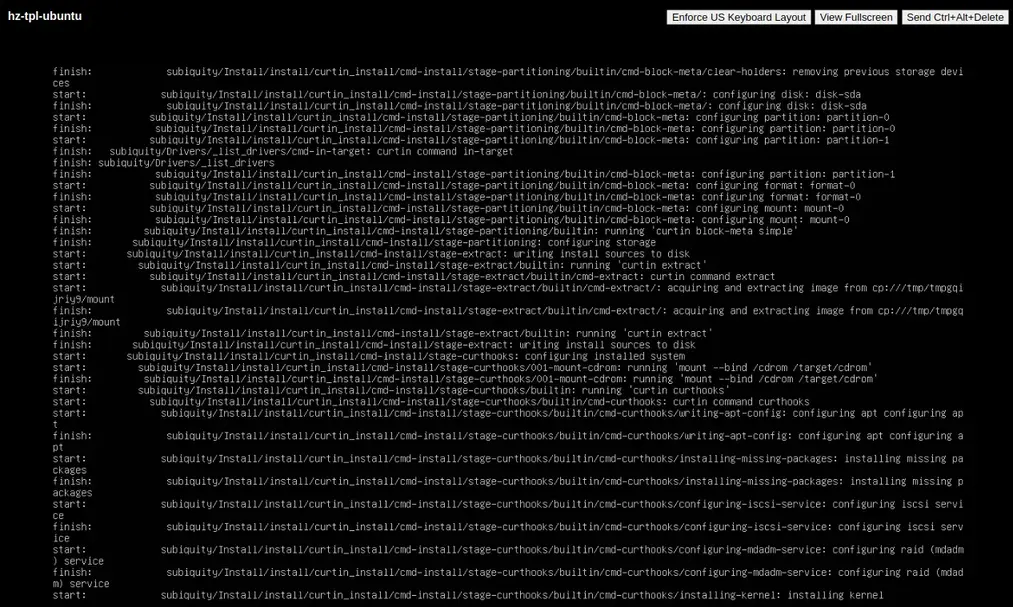 hz-tpl-ubuntu
Enforce US Keyboard Layout View Fullscreen Send Ctrl+Alt+Delete
finish: subiquity/Install/install/curtin_install/cmd-install/stage-partitioning/builtin/cmd-block-meta/clear-holders: removing previous storage devi
ces
start: subiquity/Install/install/curtin_install/cmd-install/stage-partitioning/builtin/cmd-block-meta/: configuring disk: disk-sda
finish: subiquity/Install/install/curtin_install/cmd-install/stage-partitioning/builtin/cmd-block-meta/: configuring disk: disk-sda
start: subiquity/Install/install/curtin_install/cmd-install/stage-partitioning/builtin/cmd-block-meta: configuring partition: partition-0
finish: subiquity/Install/install/curtin_install/cmd-install/stage-partitioning/builtin/cmd-block-meta: configuring partition: partition-0
start: subiquity/Install/install/curtin_install/cmd-install/stage-partitioning/builtin/cmd-block-meta: configuring partition: partition-1
finish: subiquity/Drivers/_list_drivers/cmd-in-target: curtin command in-target
finish: subiquity/Drivers/_list_drivers
finish: subiquity/Install/install/curtin_install/cmd-install/stage-partitioning/builtin/cmd-block-meta: configuring partition: partition-1
start: subiquity/Install/install/curtin_install/cmd-install/stage-partitioning/builtin/cmd-block-meta: configuring format: format-0
finish: subiquity/Install/install/curtin_install/cmd-install/stage-partitioning/builtin/cmd-block-meta: configuring format: format-0
start: subiquity/Install/install/curtin_install/cmd-install/stage-partitioning/builtin/cmd-block-meta: configuring mount: mount-0
finish: subiquity/Install/install/curtin_install/cmd-install/stage-partitioning/builtin/cmd-block-meta: configuring mount: mount-0
finish: subiquity/Install/install/curtin_install/cmd-install/stage-partitioning/builtin: running 'curtin block-meta simple'
finish: subiquity/Install/install/curtin_install/cmd-install/stage-partitioning: configuring storage
start: subiquity/Install/install/curtin_install/cmd-install/stage-extract: writing install sources to disk
start: subiquity/Install/install/curtin_install/cmd-install/stage-extract/builtin: running 'curtin extract'
start: subiquity/Install/install/curtin_install/cmd-install/stage-extract/builtin/cmd-extract: curtin command extract
start: subiquity/Install/install/curtin_install/cmd-install/stage-extract/builtin/cmd-extract/: acquiring and extracting image from cp:///tmp/tmpgqi
jriy9/mount
finish: subiquity/Install/install/curtin_install/cmd-install/stage-extract/builtin/cmd-extract/: acquiring and extracting image from cp:///tmp/tmpgq
ijriy9/mount
finish: subiquity/Install/install/curtin_install/cmd-install/stage-extract/builtin: running 'curtin extract'
finish: subiquity/Install/install/curtin_install/cmd-install/stage-extract: writing install sources to disk
start: subiquity/Install/install/curtin_install/cmd-install/stage-curthooks: configuring installed system
start: subiquity/Install/install/curtin_install/cmd-install/stage-curthooks/001-mount-cdrom: running 'mount --bind /cdrom /target/cdrom'
finish: subiquity/Install/install/curtin_install/cmd-install/stage-curthooks/001-mount-cdrom: running 'mount --bind /cdrom /target/cdrom'
start: subiquity/Install/install/curtin_install/cmd-install/stage-curthooks/builtin: running 'curtin curthooks'
start: subiquity/Install/install/curtin_install/cmd-install/stage-curthooks/builtin/cmd-curthooks: curtin command curthooks
start: subiquity/Install/install/curtin_install/cmd-install/stage-curthooks/builtin/cmd-curthooks/writing-apt-config: configuring apt configuring ap
t
finish: subiquity/Install/install/curtin_install/cmd-install/stage-curthooks/builtin/cmd-curthooks/writing-apt-config: configuring apt configuring a
pt
start: subiquity/Install/install/curtin_install/cmd-install/stage-curthooks/builtin/cmd-curthooks/installing-missing-packages: installing missing pa
ckages
finish: subiquity/Install/install/curtin_install/cmd-install/stage-curthooks/builtin/cmd-curthooks/installing-missing-packages: installing missing p
ackages
start: subiquity/Install/install/curtin_install/cmd-install/stage-curthooks/builtin/cmd-curthooks/configuring-iscsi-service: configuring iscsi servi
ce
finish: subiquity/Install/install/curtin_install/cmd-install/stage-curthooks/builtin/cmd-curthooks/configuring-iscsi-service: configuring iscsi serv
ice
start: subiquity/Install/install/curtin_install/cmd-install/stage-curthooks/builtin/cmd-curthooks/configuring-mdadm-service: configuring raid (mdadm
) service
finish: subiquity/Install/install/curtin_install/cmd-install/stage-curthooks/builtin/cmd-curthooks/configuring-mdadm-service: configuring raid (mdad
m) service
start: subiquity/Install/install/curtin_install/cmd-install/stage-curthooks/builtin/cmd-curthooks/installing-kernel: installing kernel